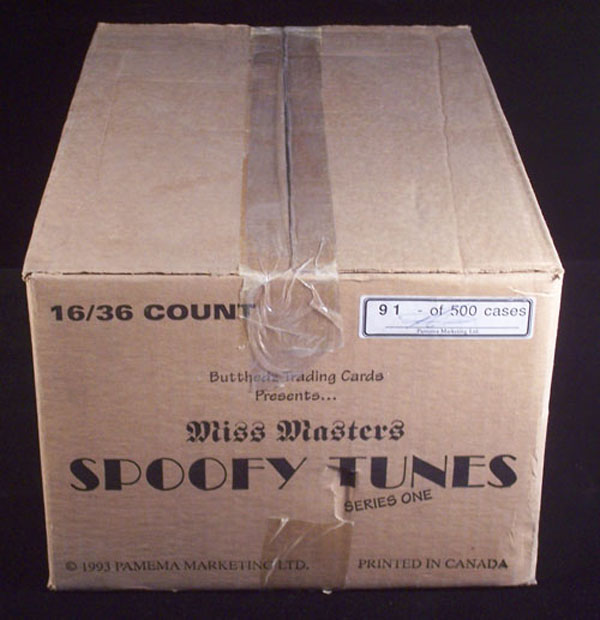 16/36 COUNT
91 - of 500 cases
Pamema Marketing Ltd.
Buttheds Trading Cards
Presents...
Miss Masters
SPOOFY TUNES
SERIES ONE
© 1993 PAMEMA MARKETING LTD.
PRINTED IN CANADA